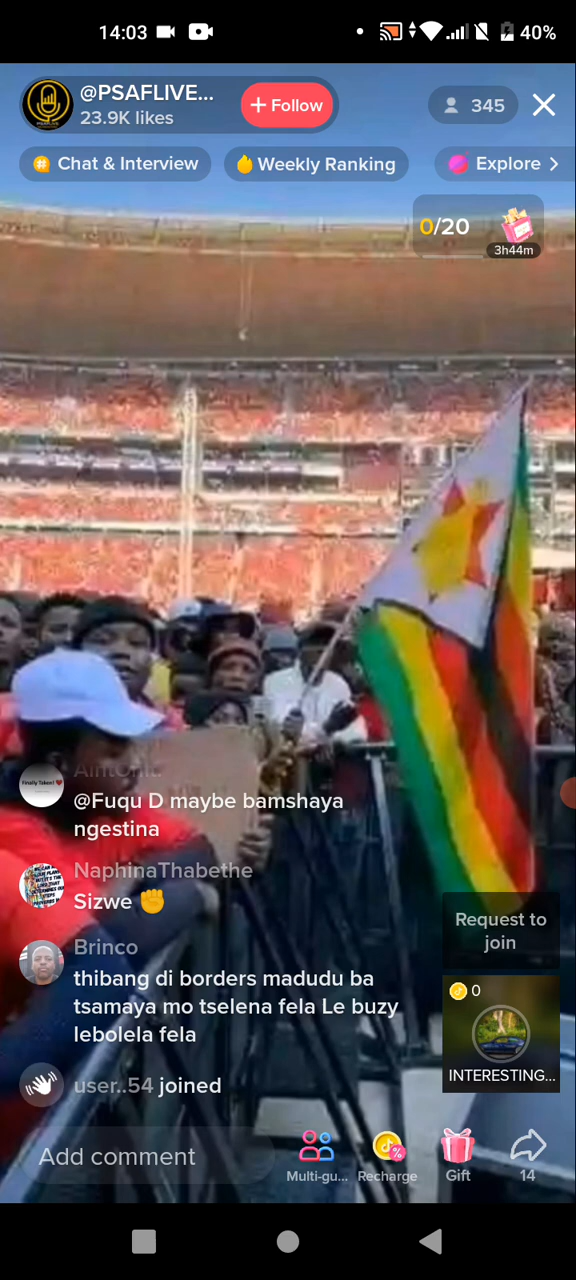 14:03
40%
@PSAFLIVE...
23.9K likes
+ Follow
345
Chat & Interview
Weekly Ranking
Explore >
0/20
3h44m
@Fuqu D maybe bamshaya
ngestina
NaphinaThabethe
Sizwe ✊
Brinco
thibang di borders madudu ba
tsamaya mo tselena fela Le buzy
lebolela fela
user..54 joined
Request to
join
0
INTERESTING...
Add comment
Multi-gu...
Recharge
Gift
14